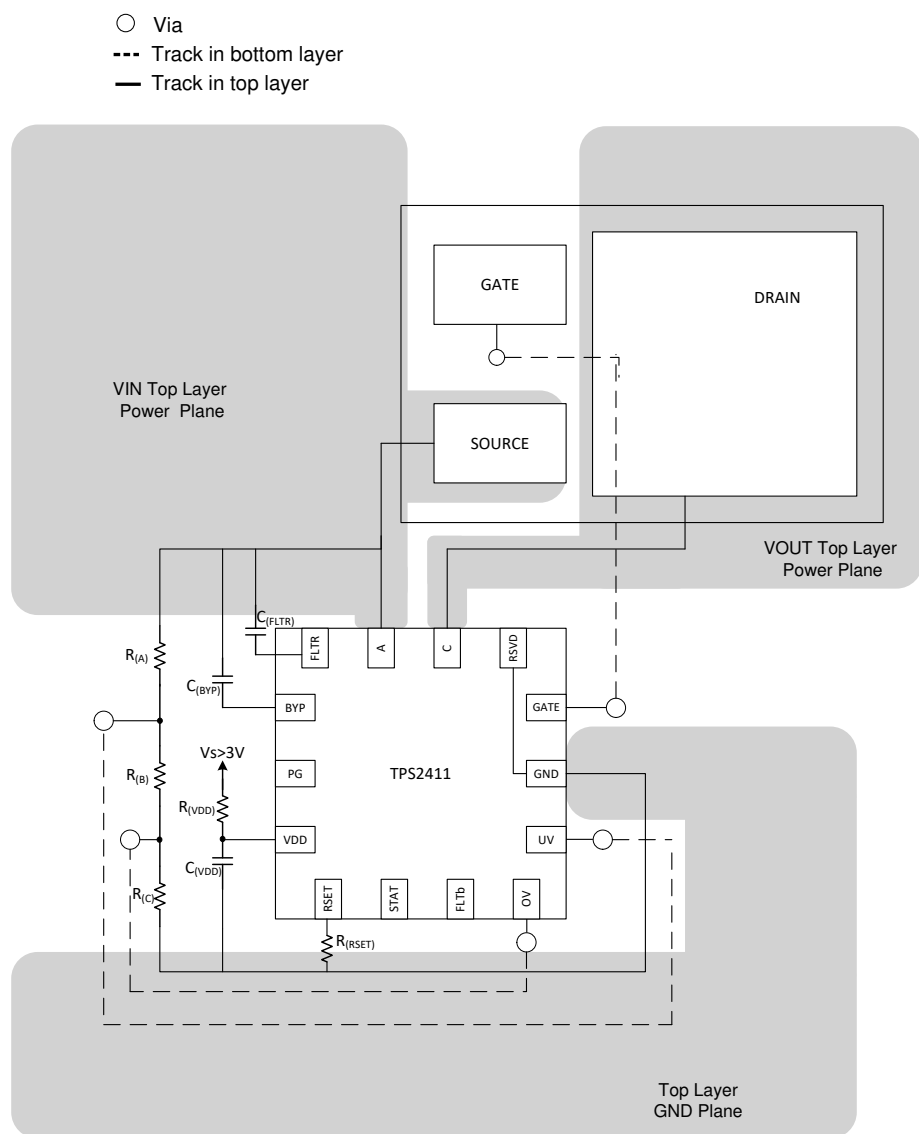 Via
Track in bottom layer
Track in top layer
GATE
DRAIN
VIN Top Layer
Power Plane
SOURCE
VOUT Top Layer
Power Plane
C(FLTR)
FLTR
A
C
RSVD
R(A)
C(BYP)
BYP
GATE
Vs>3V
R(B)
PG
TPS2411
GND
R(VDD)
VDD
UV
C(VDD)
R(C)
RSET
STAT
FLTb
OV
R(RSET)
Top Layer
GND Plane